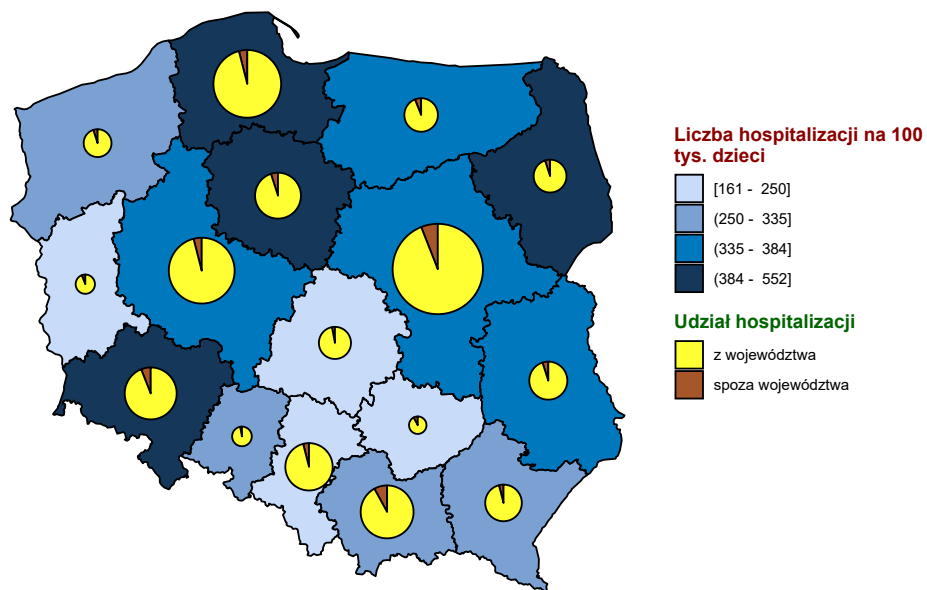 Liczba hospitalizacji na 100
tys. dzieci
[161 - 250]
(250 - 335]
(335 - 384]
(384 - 552]
Udział hospitalizacji
z województwa
spoza województwa